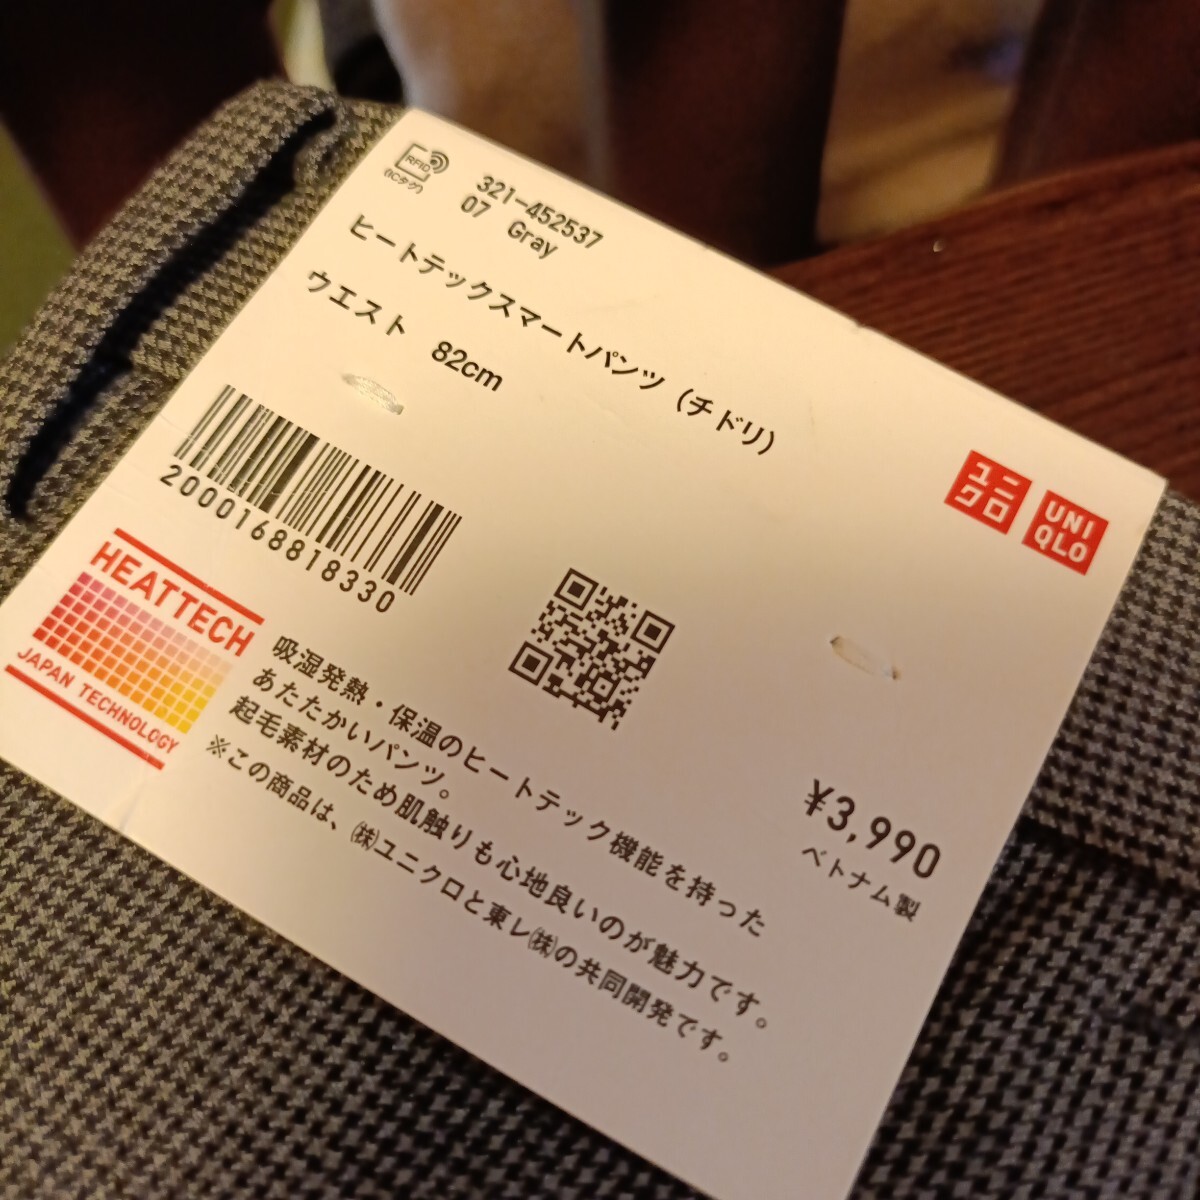 RFID
(ICタグ)
321-452537
07 Gray
ヒートテックスマートパンツ（チドリ）
ウエスト 82cm
2000168818330
ユニクロ
UNIQLO
HEATTECH
JAPAN TECHNOLOGY
吸湿発熱・保温のヒートテック機能を持った
あたたかいパンツ。
起毛素材のため肌触りも心地良いのが魅力です。
※この商品は、㈱ユニクロと東レ㈱の共同開発です。
¥3,990
ベトナム製